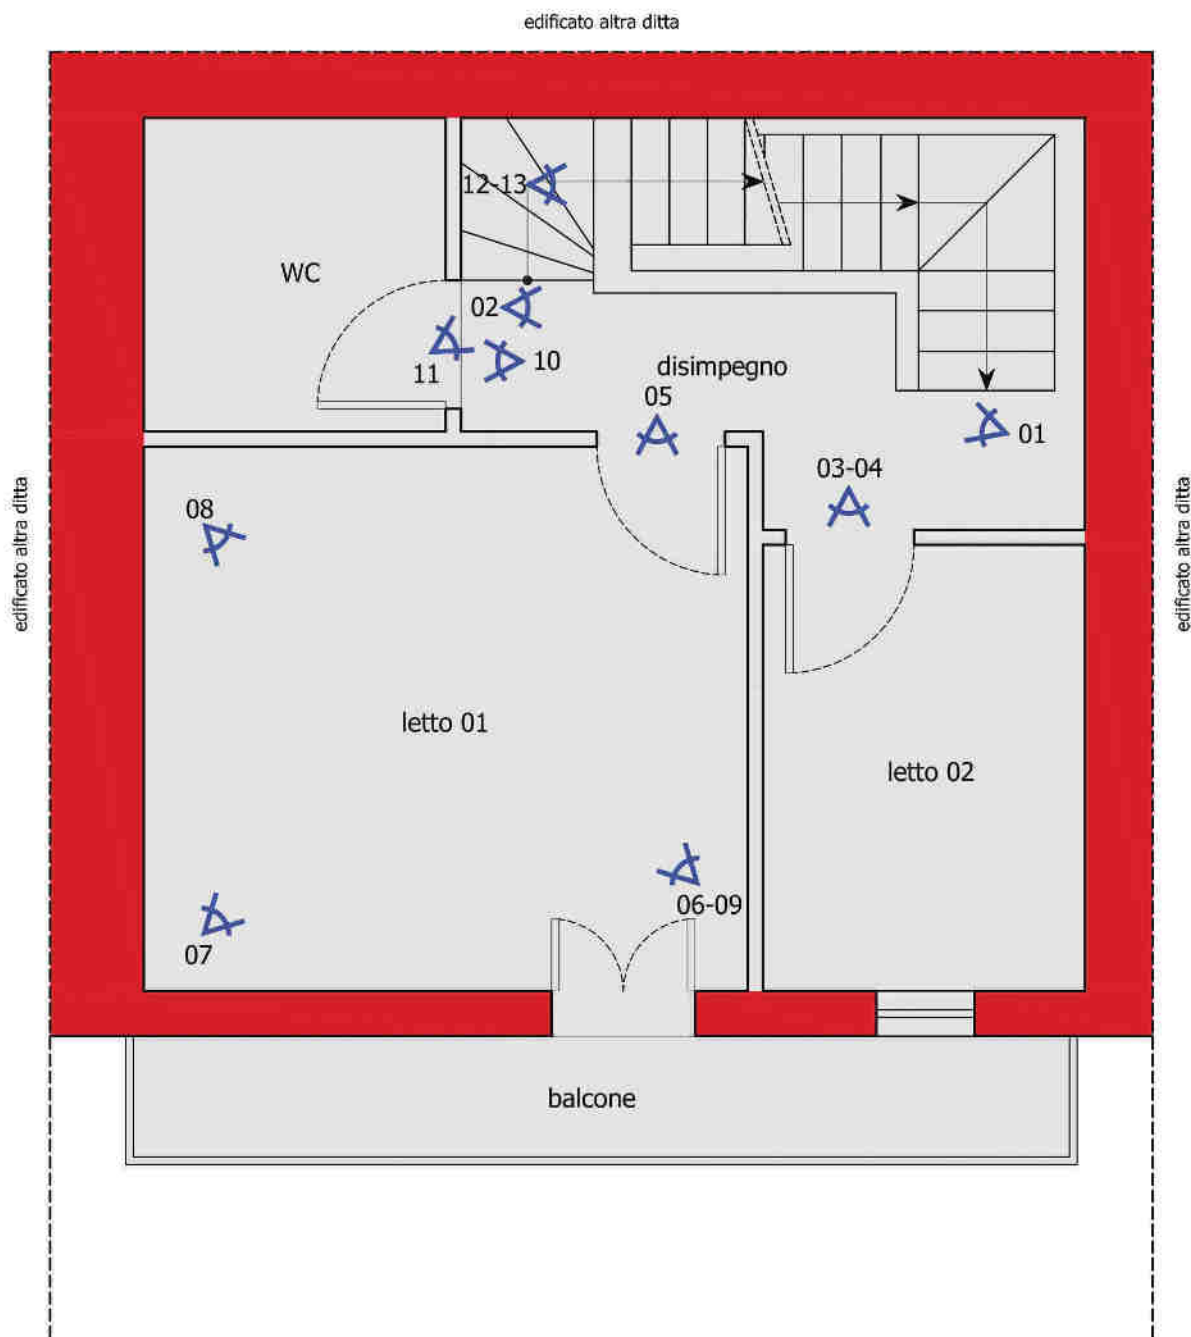 edificato altra ditta
12-13
WC
02
10
11
disimpegno
05
01
03-04
08
edificato altra ditta
edificato altra ditta
letto 01
letto 02
06-09
07
balcone